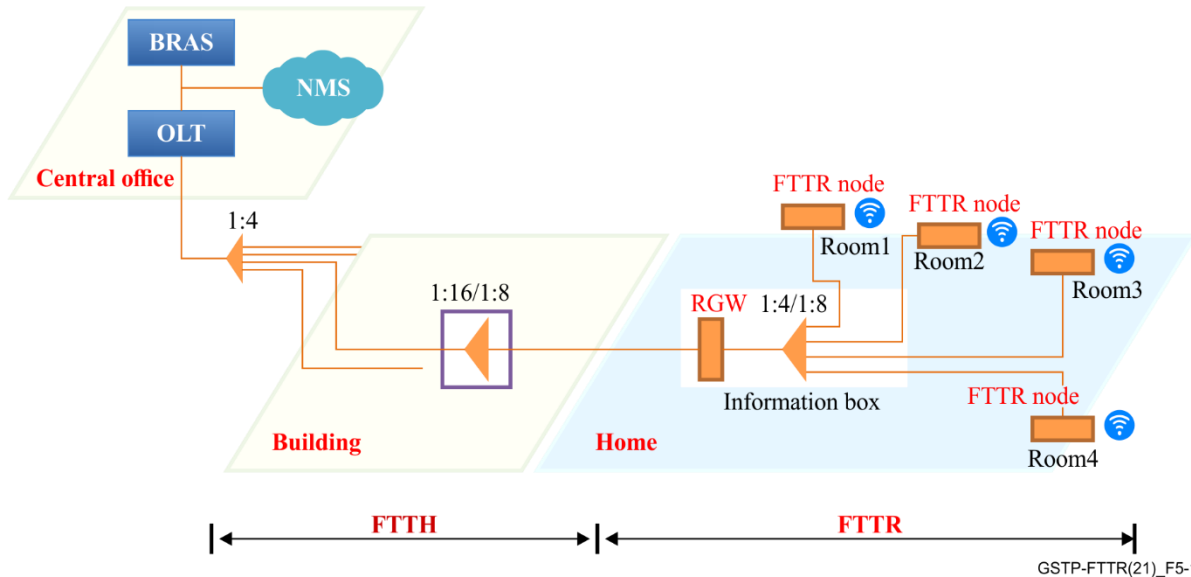 BRAS
NMS
OLT
Central office
1:4
FTTR node
Room1
FTTR node
Room2
FTTR node
Room3
1:16/1:8
RGW
1:4/1:8
Information box
FTTR node
Room4
Building
Home
FTTH
FTTR
GSTP-FTTR(21)_F5-